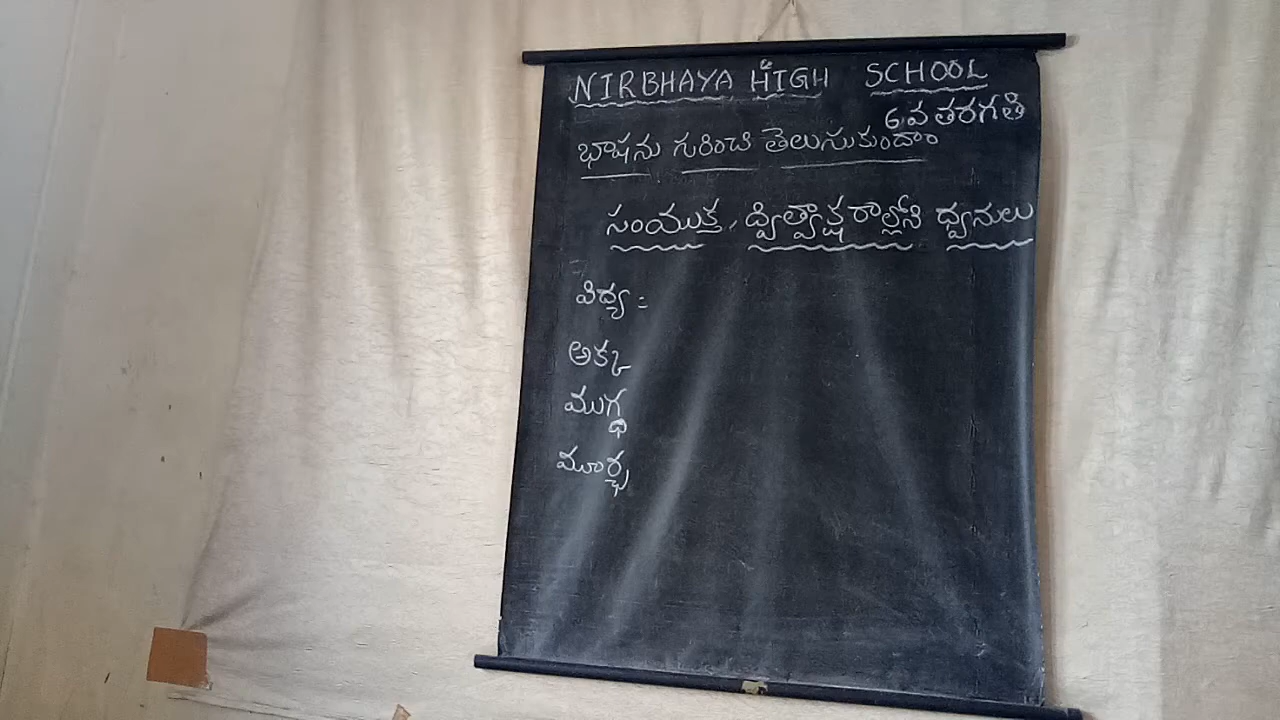 NIRBHAYA HIGH SCHOOL
6వ తరగతి
భాషను గురించి తెలుసుకుందాం
సంయుక్త, ద్విత్వాక్షరాల్లోని ధ్వనులు
విద్య =
అక్క
ముగ్ధ
మూర్ఛ